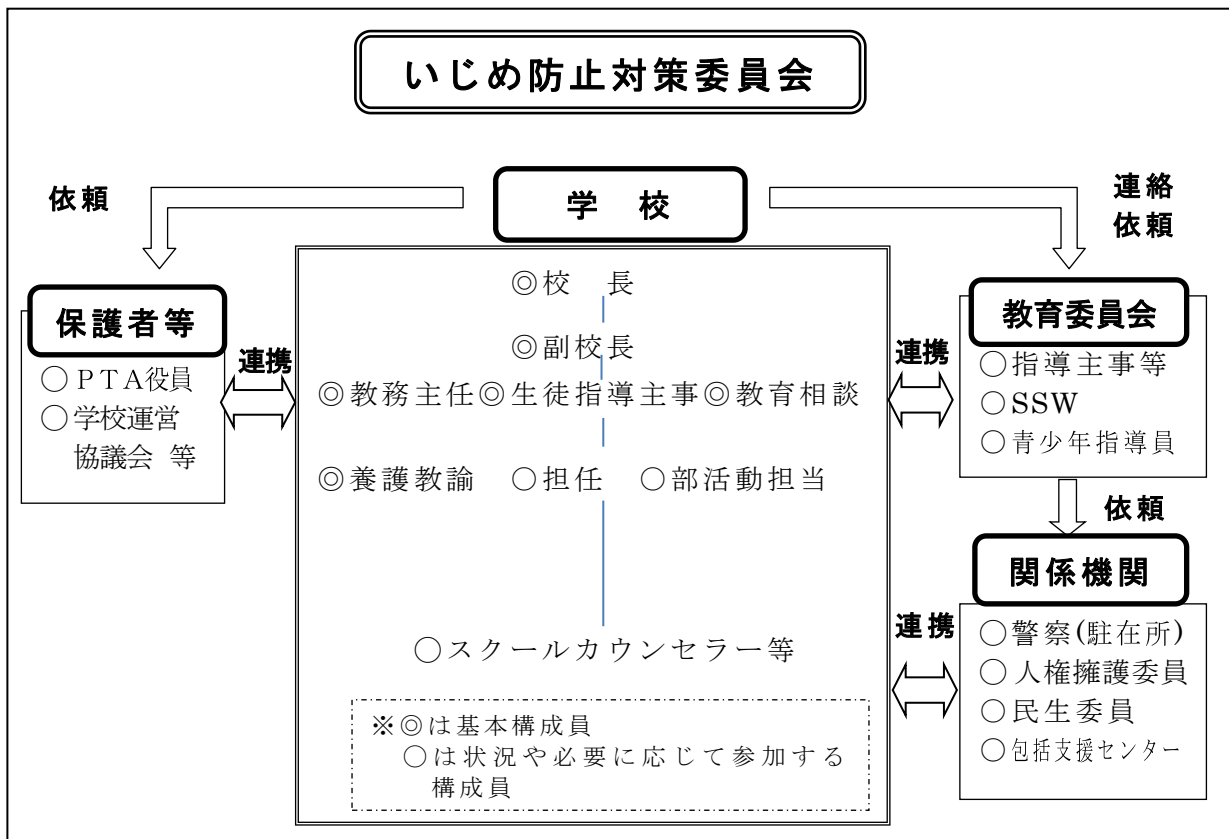 いじめ防止対策委員会
学　校
依頼
連絡
依頼
保護者等
○ＰＴＡ役員
○学校運営
協議会 等
連携
◎校　長
◎副校長
◎教務主任◎生徒指導主事◎教育相談
◎養護教諭　○担任　○部活動担当
○スクールカウンセラー等
※◎は基本構成員
○は状況や必要に応じて参加する
構成員
連携
教育委員会
○指導主事等
○SSW
○青少年指導員
依頼
連携
関係機関
○警察(駐在所)
○人権擁護委員
○民生委員
○包括支援センター